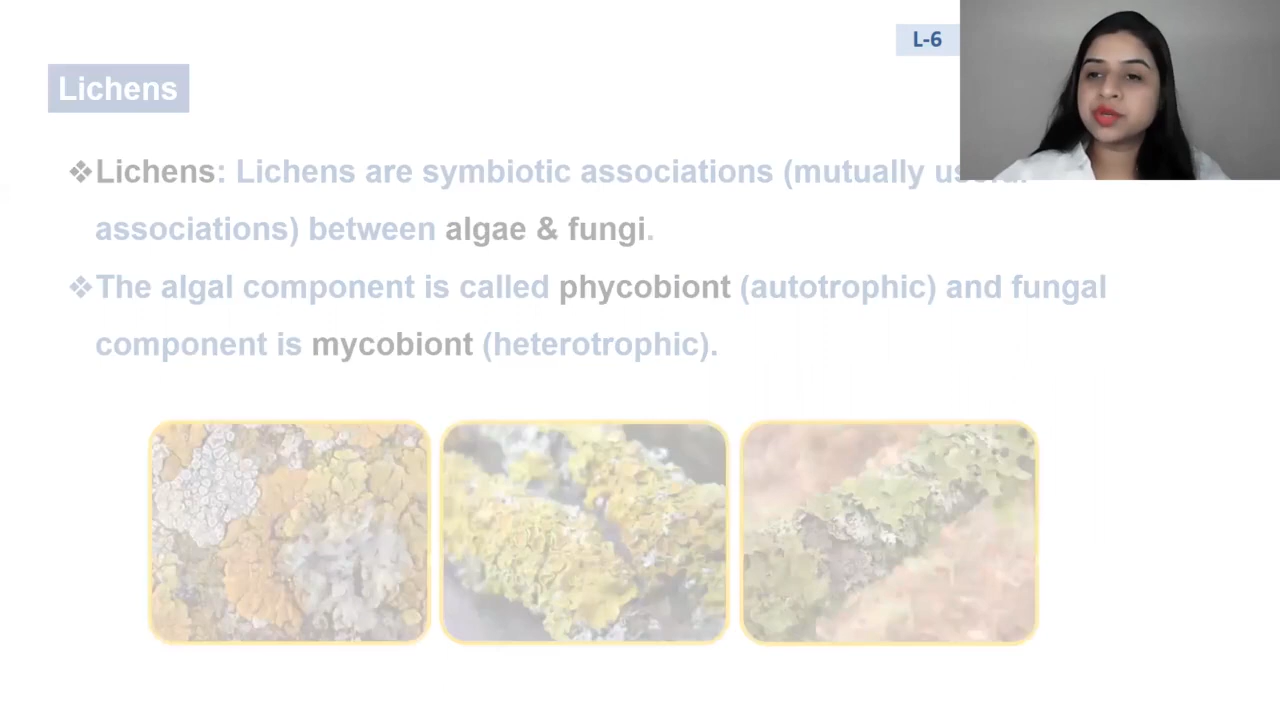 L-6
Lichens
❖Lichens: Lichens are symbiotic associations (mutually
associations) between algae & fungi.
❖The algal component is called phycobiont (autotrophic) and fungal
component is mycobiont (heterotrophic).